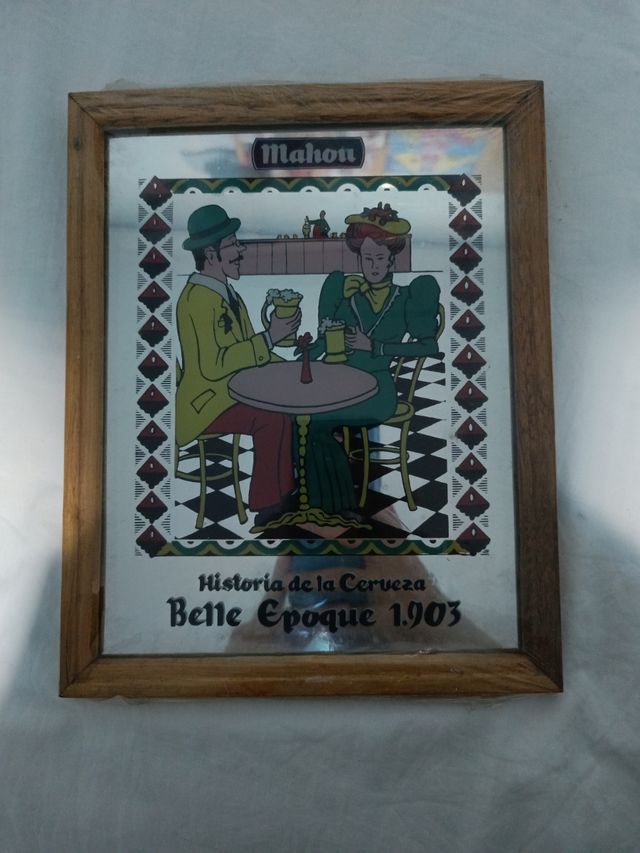 Mahou
Historia de la Cerveza
Belle Epoque 1.903